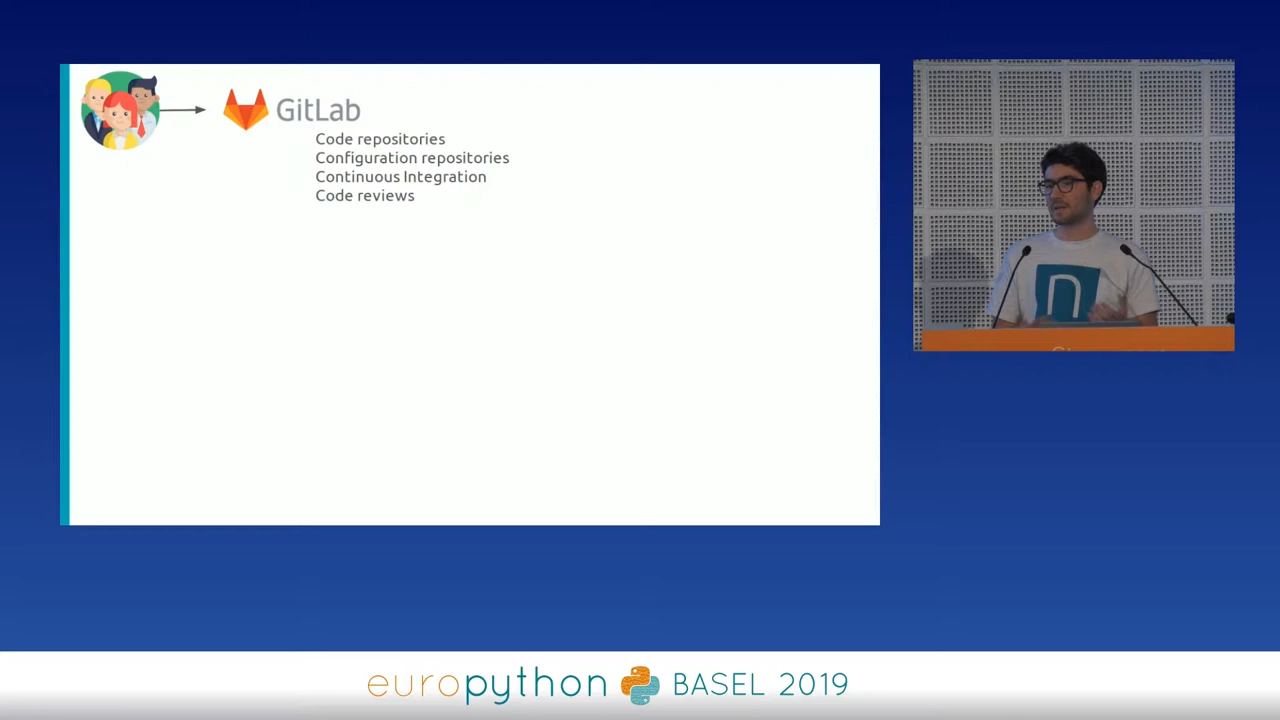 GitLab
Code repositories
Configuration repositories
Continuous Integration
Code reviews
n
europython BASEL 2019